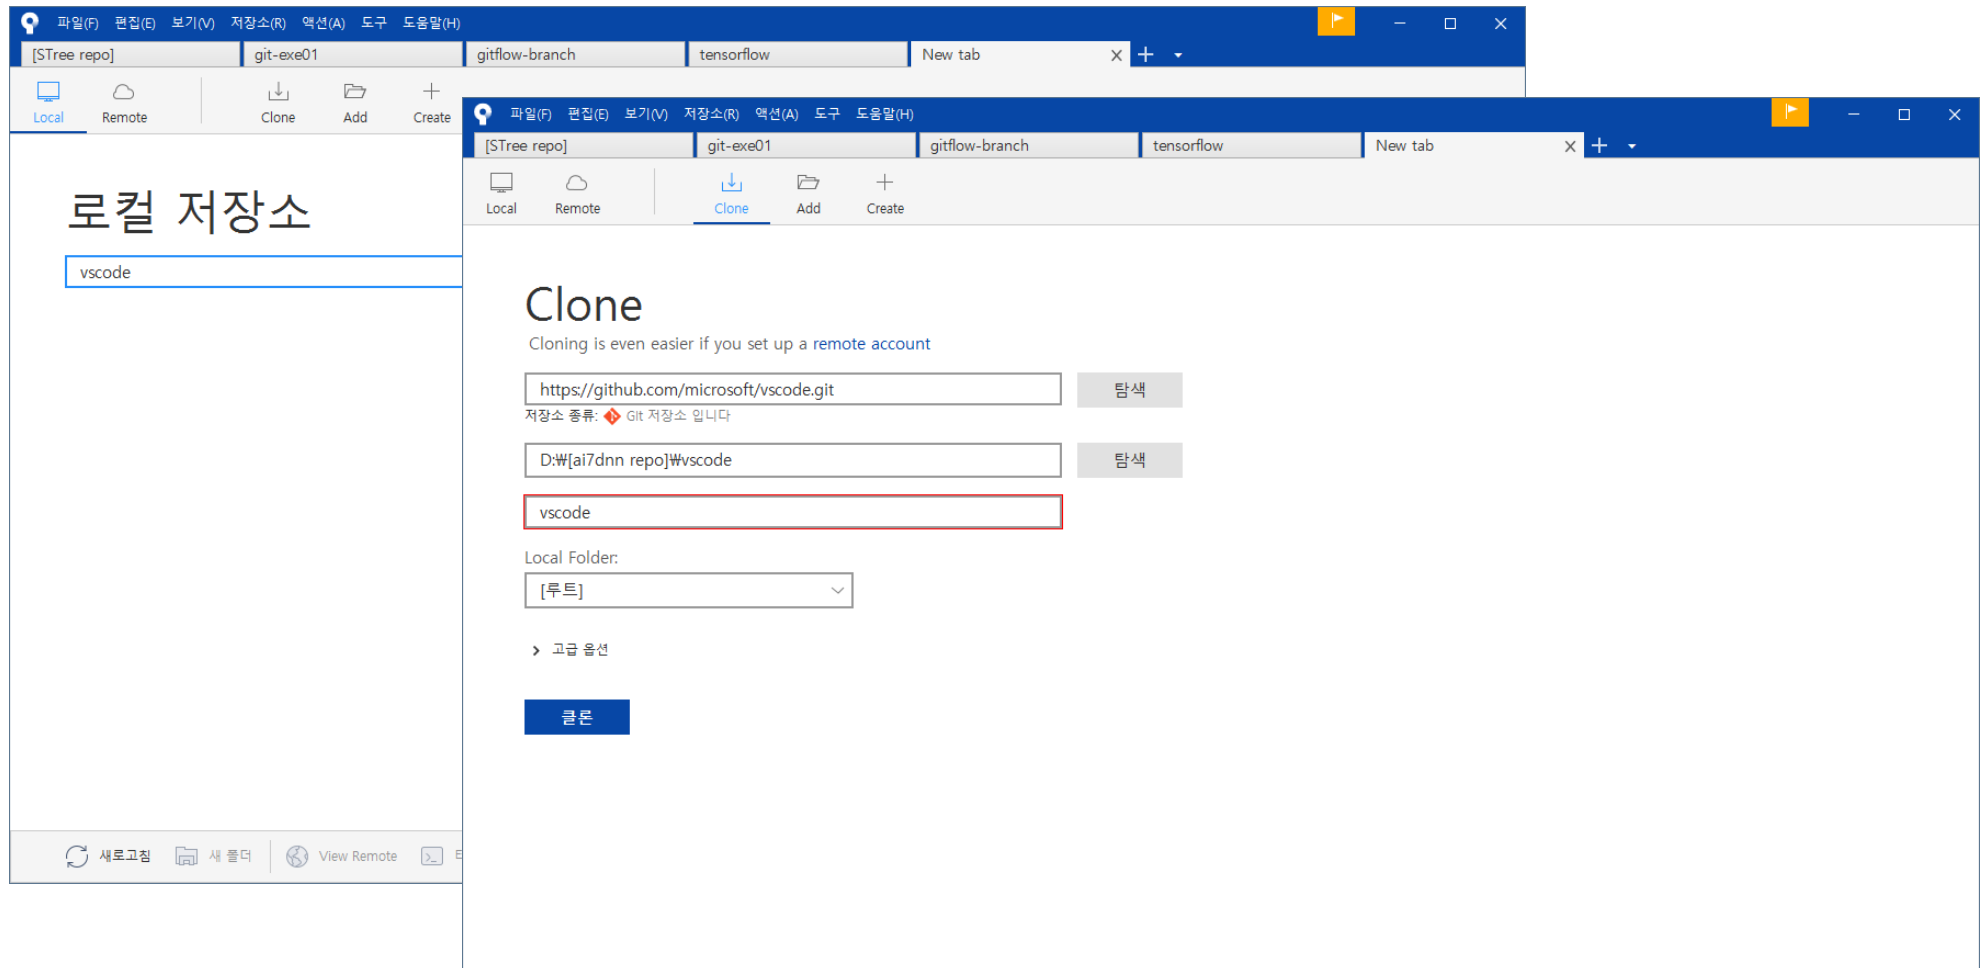 파일(F) 편집(E) 보기(V) 저장소(R) 액션(A) 도구 도움말(H)
[STree repo] git-exe01 gitflow-branch tensorflow New tab
Local Remote Clone Add Create
로컬 저장소
vscode
새로고침 새 폴더 View Remote
파일(F) 편집(E) 보기(V) 저장소(R) 액션(A) 도구 도움말(H)
[STree repo] git-exe01 gitflow-branch tensorflow New tab
Local Remote Clone Add Create
Clone
Cloning is even easier if you set up a remote account
https://github.com/microsoft/vscode.git 탐색
저장소 종류: Git 저장소 입니다
D:₩[ai7dnn repo]₩vscode 탐색
vscode
Local Folder:
[루트]
고급 옵션
클론